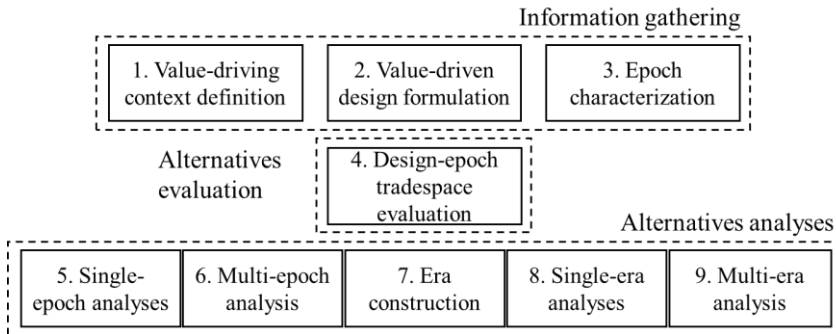 Information gathering
1. Value-driving
context definition
2. Value-driven
design formulation
3. Epoch
characterization
Alternatives
evaluation
4. Design-epoch
tradespace
evaluation
Alternatives analyses
5. Single-
epoch analyses
6. Multi-epoch
analysis
7. Era
construction
8. Single-era
analyses
9. Multi-era
analysis